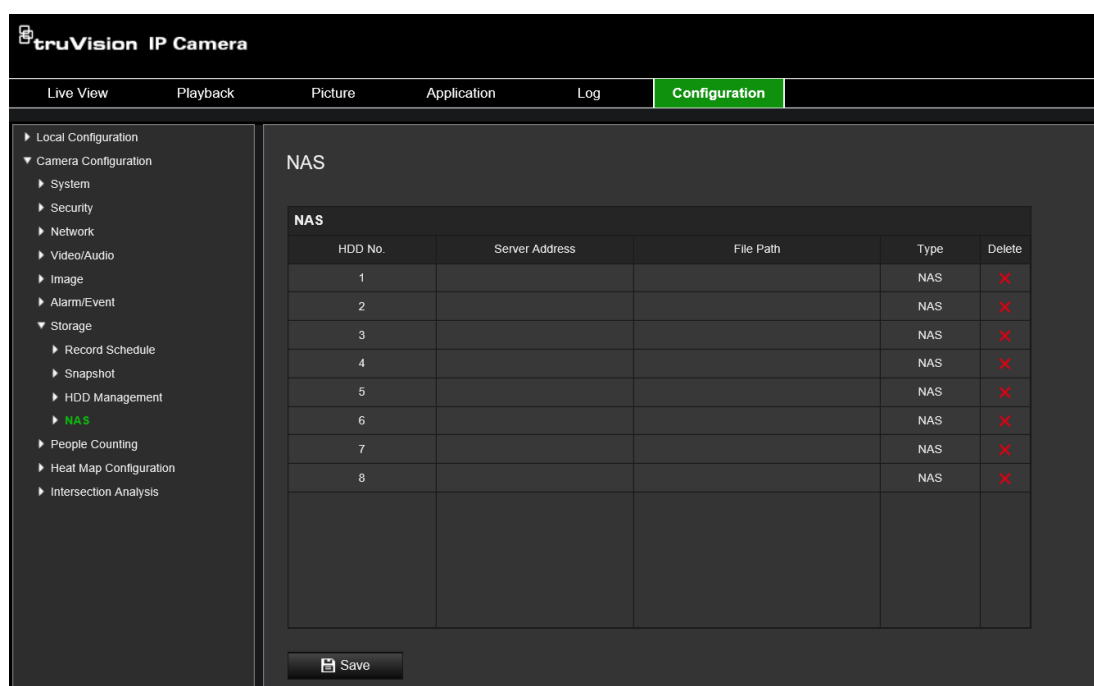 truVision IP Camera
Live View Playback Picture Application Log Configuration
Local Configuration
Camera Configuration
System
Security
Network
Video/Audio
Image
Alarm/Event
Storage
Record Schedule
Snapshot
HDD Management
NAS
People Counting
Heat Map Configuration
Intersection Analysis
NAS
NAS
HDD No. Server Address File Path Type Delete
1 NAS
2 NAS
3 NAS
4 NAS
5 NAS
6 NAS
7 NAS
8 NAS
Save